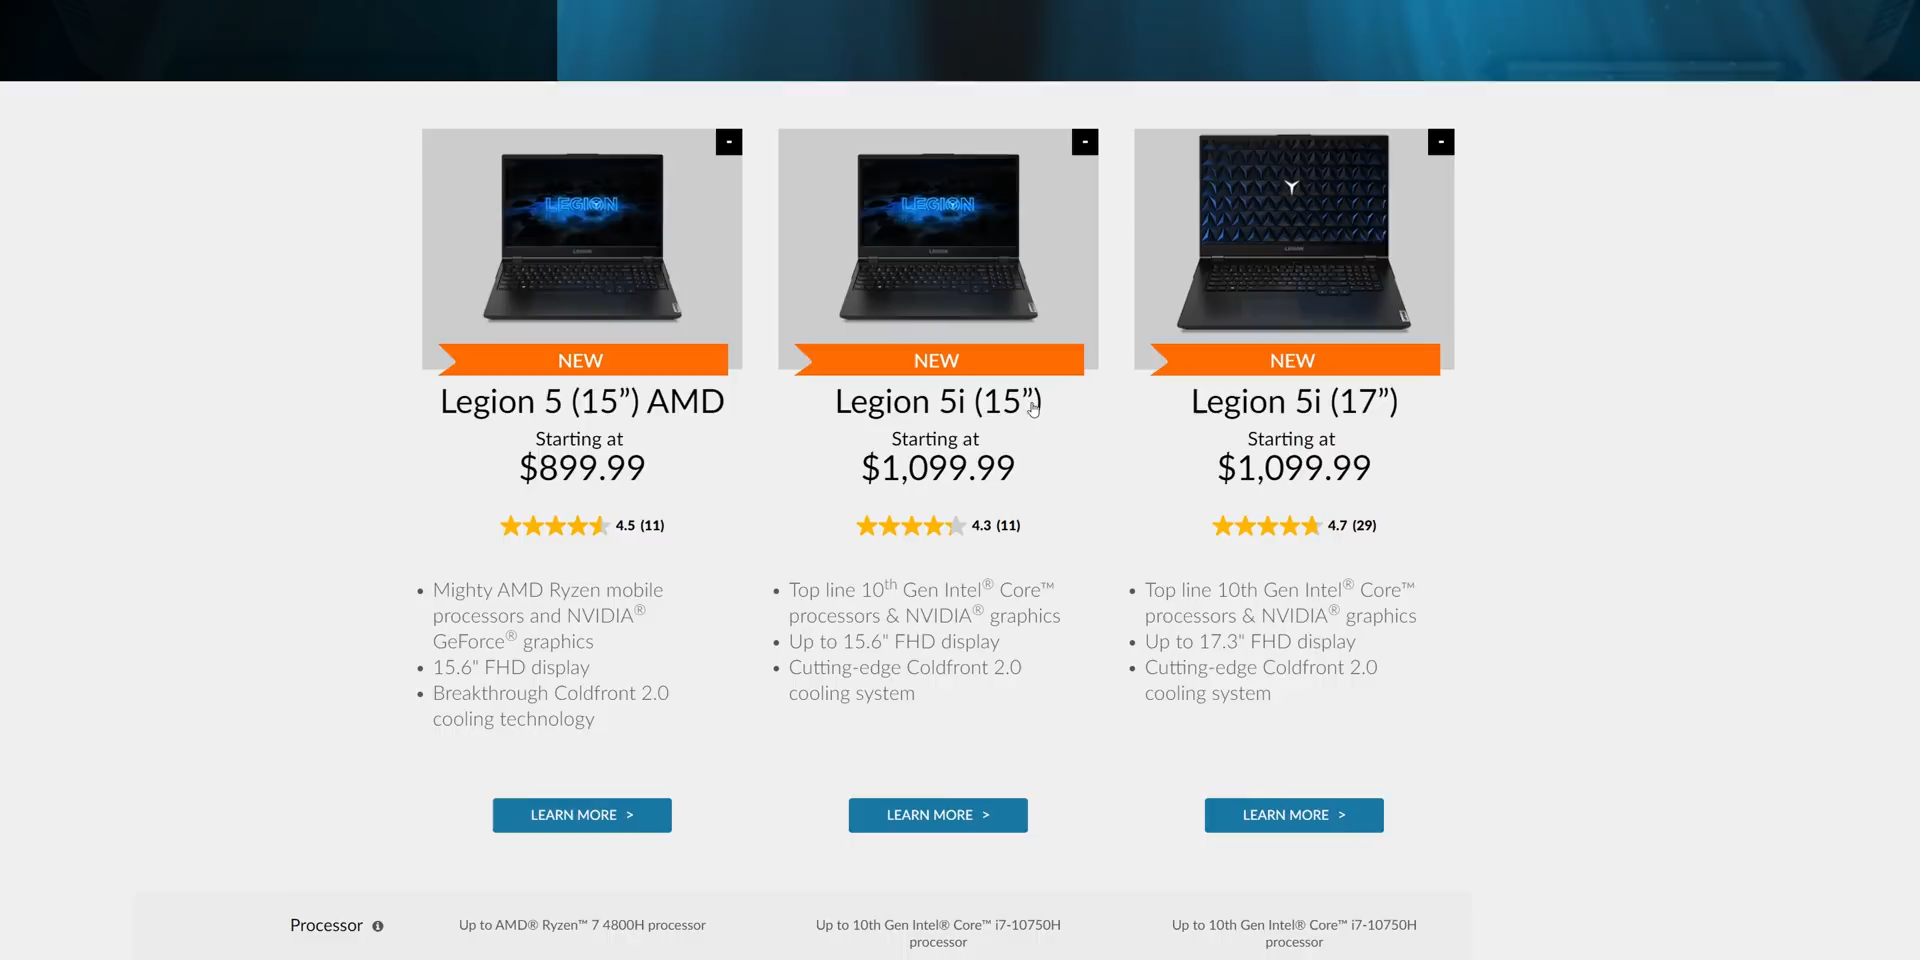 -
-
-
LEGION
LEGION
LEGION
LEGION
LEGION
NEW
NEW
NEW
Legion 5 (15”) AMD
Starting at
$899.99
4.5 (11)
Legion 5i (15”)
Starting at
$1,099.99
4.3 (11)
Legion 5i (17”)
Starting at
$1,099.99
4.7 (29)
• Mighty AMD Ryzen mobile
processors and NVIDIA®
GeForce® graphics
• 15.6" FHD display
• Breakthrough Coldfront 2.0
cooling technology
• Top line 10th Gen Intel® Core™
processors & NVIDIA® graphics
• Up to 15.6" FHD display
• Cutting-edge Coldfront 2.0
cooling system
• Top line 10th Gen Intel® Core™
processors & NVIDIA® graphics
• Up to 17.3" FHD display
• Cutting-edge Coldfront 2.0
cooling system
LEARN MORE >
LEARN MORE >
LEARN MORE >
Processor
Up to AMD® Ryzen™ 7 4800H processor
Up to 10th Gen Intel® Core™ i7-10750H
processor
Up to 10th Gen Intel® Core™ i7-10750H
processor